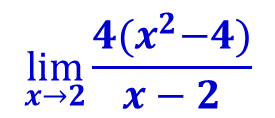 lim x→2 4(x²−4) / x − 2